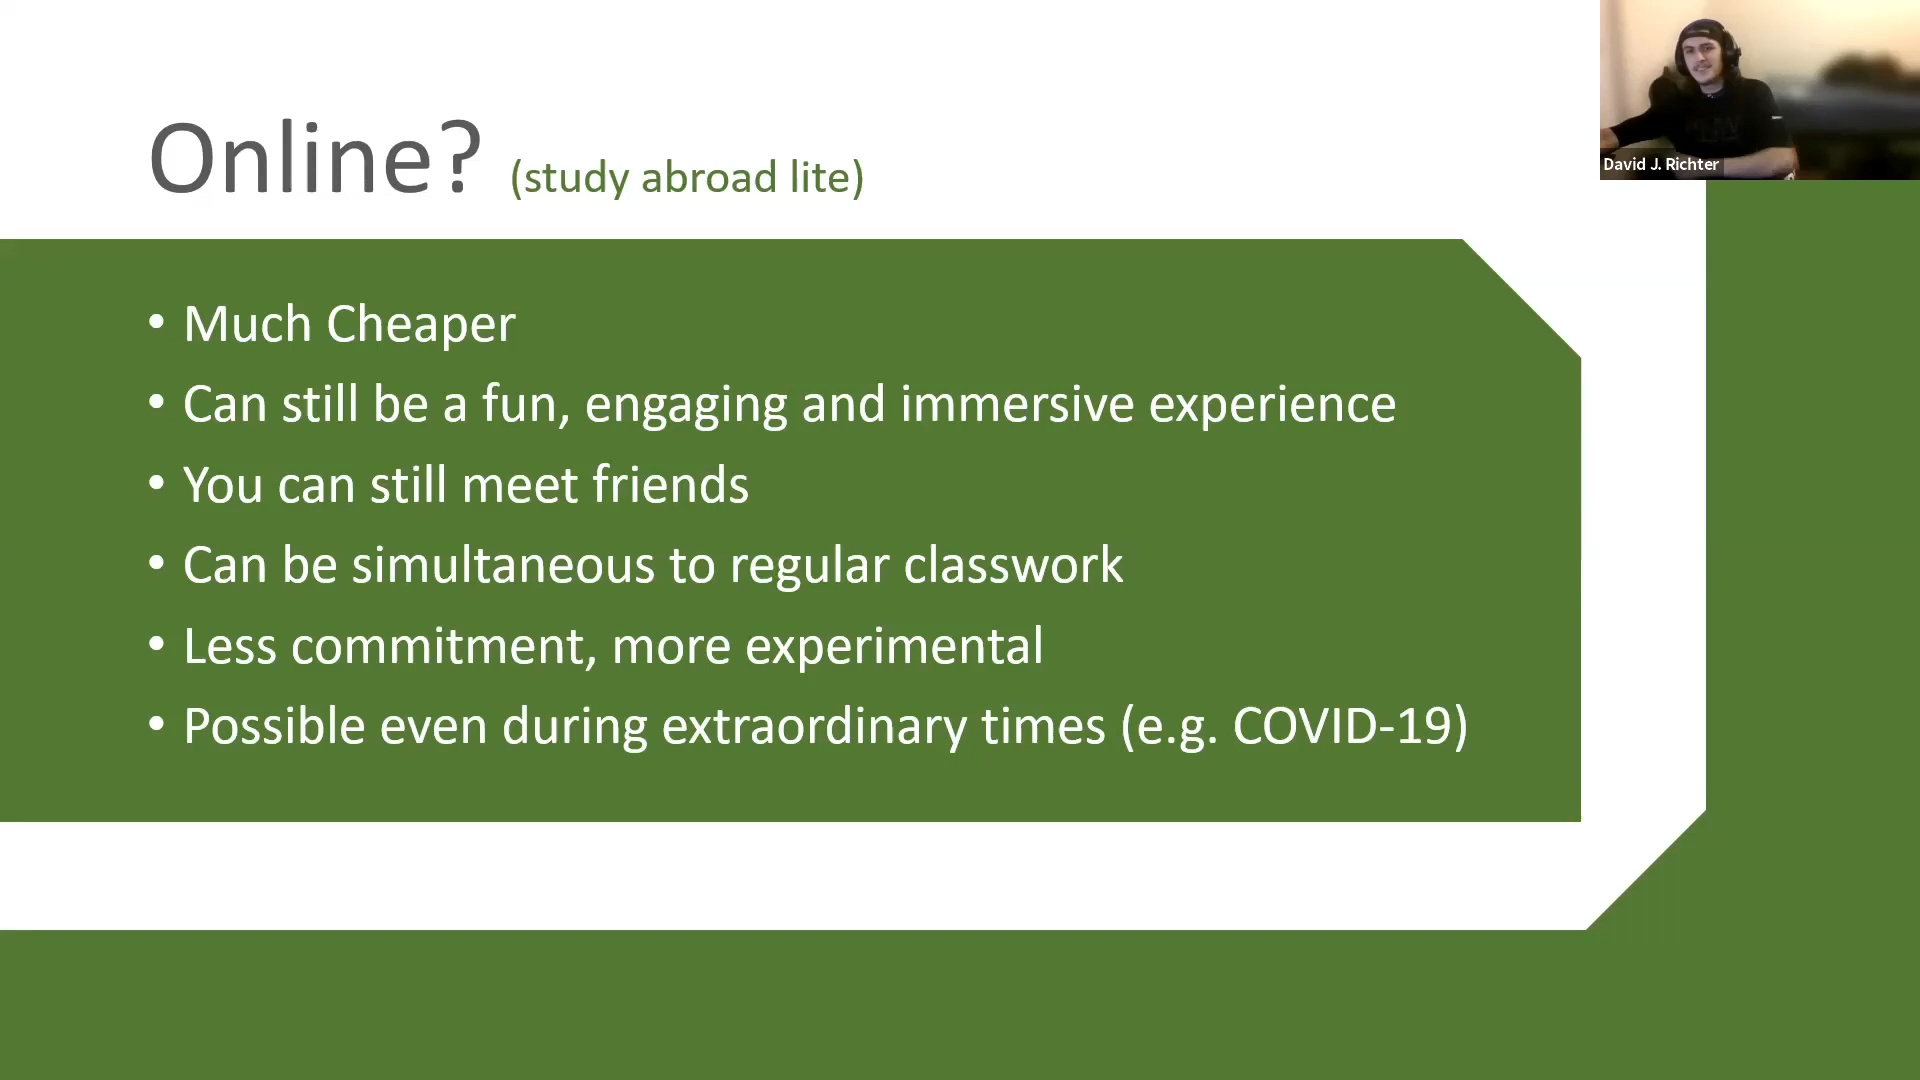 Online? (study abroad lite)
• Much Cheaper
• Can still be a fun, engaging and immersive experience
• You can still meet friends
• Can be simultaneous to regular classwork
• Less commitment, more experimental
• Possible even during extraordinary times (e.g. COVID-19)
David J. Richter